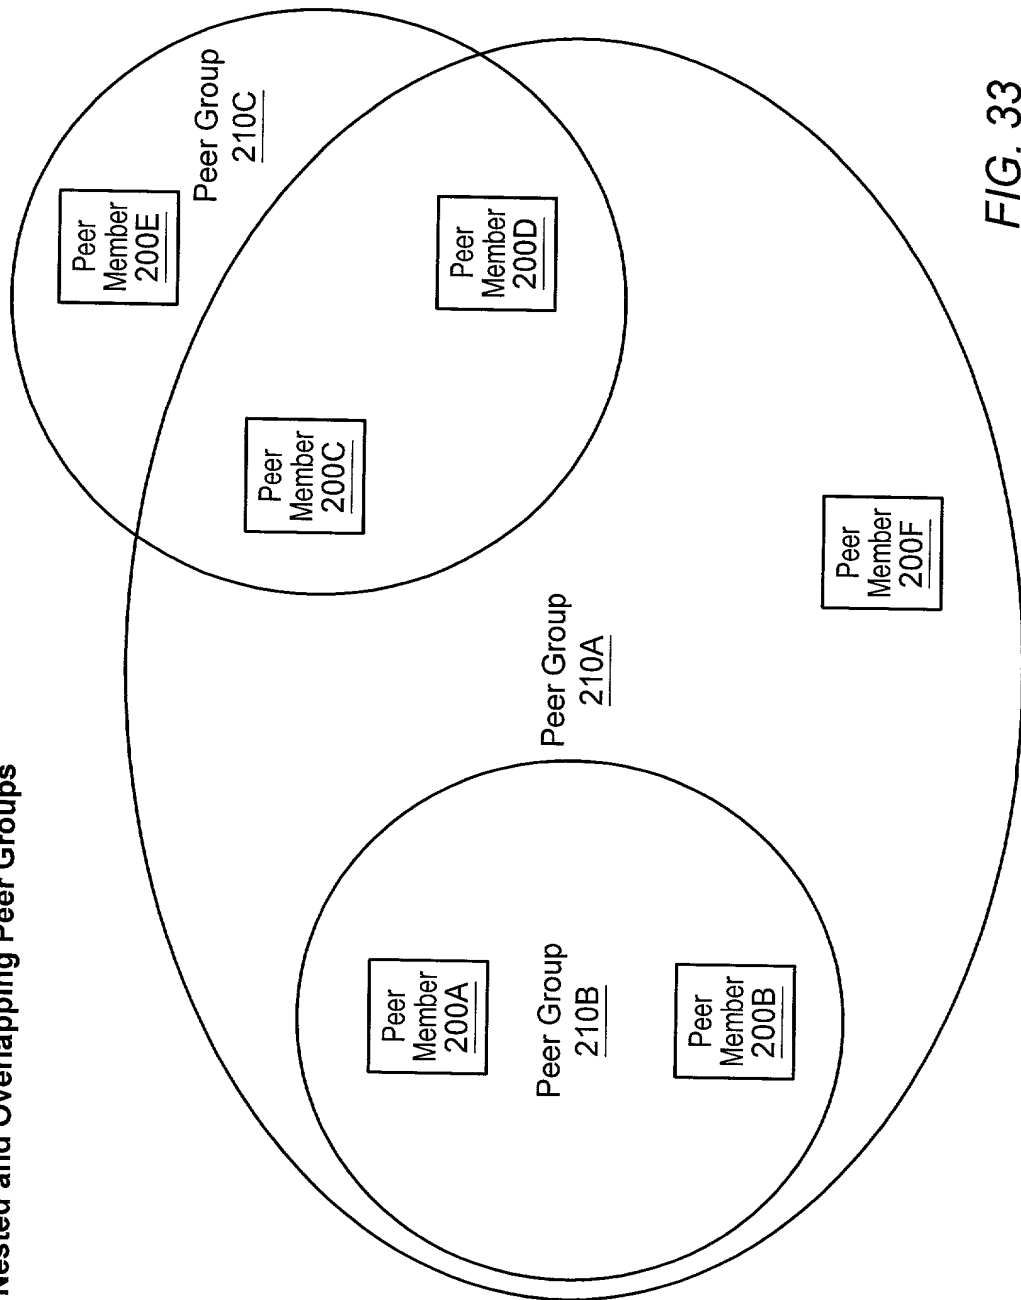 Nested and Overlapping Peer Groups
Peer
Member
200E
Peer Group
210C
Peer
Member
200C
Peer
Member
200A
Peer
Member
200D
Peer Group
210B
Peer Group
210A
Peer
Member
200B
Peer
Member
200F
FIG. 33